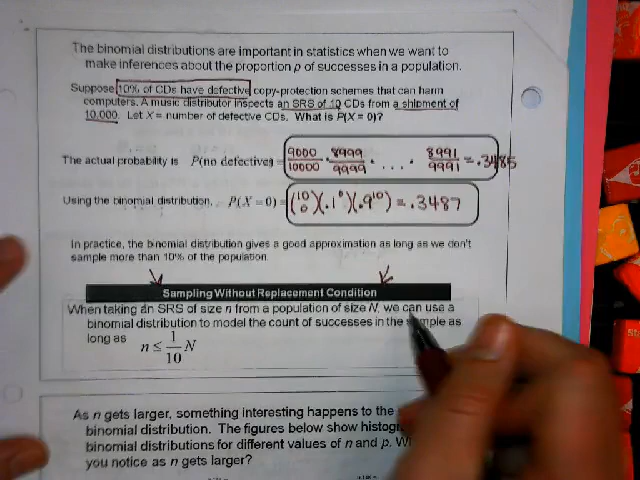 The binomial distributions are important in statistics when we want to
make inferences about the proportion p of successes in a population.
Suppose 10% of CDs have defective copy-protection schemes that can harm
computers. A music distributor inspects an SRS of 10 CDs from a shipment of
10,000. Let X = number of defective CDs. What is P(X = 0)?
The actual probability is P(no defectives) = 9000/10000 · 8999/9999 · ... · 8991/9991 = .3485
Using the binomial distribution, P(X = 0) = (10 0)(.1⁰)(.9¹⁰) = .3487
In practice, the binomial distribution gives a good approximation as long as we don't
sample more than 10% of the population.
Sampling Without Replacement Condition
When taking an SRS of size n from a population of size N, we can use a
binomial distribution to model the count of successes in the sample as
long as n ≤ 1/10 N
As n gets larger, something interesting happens to the
binomial distribution. The figures below show
binomial distributions for different values of n and p.
you notice as n gets larger?